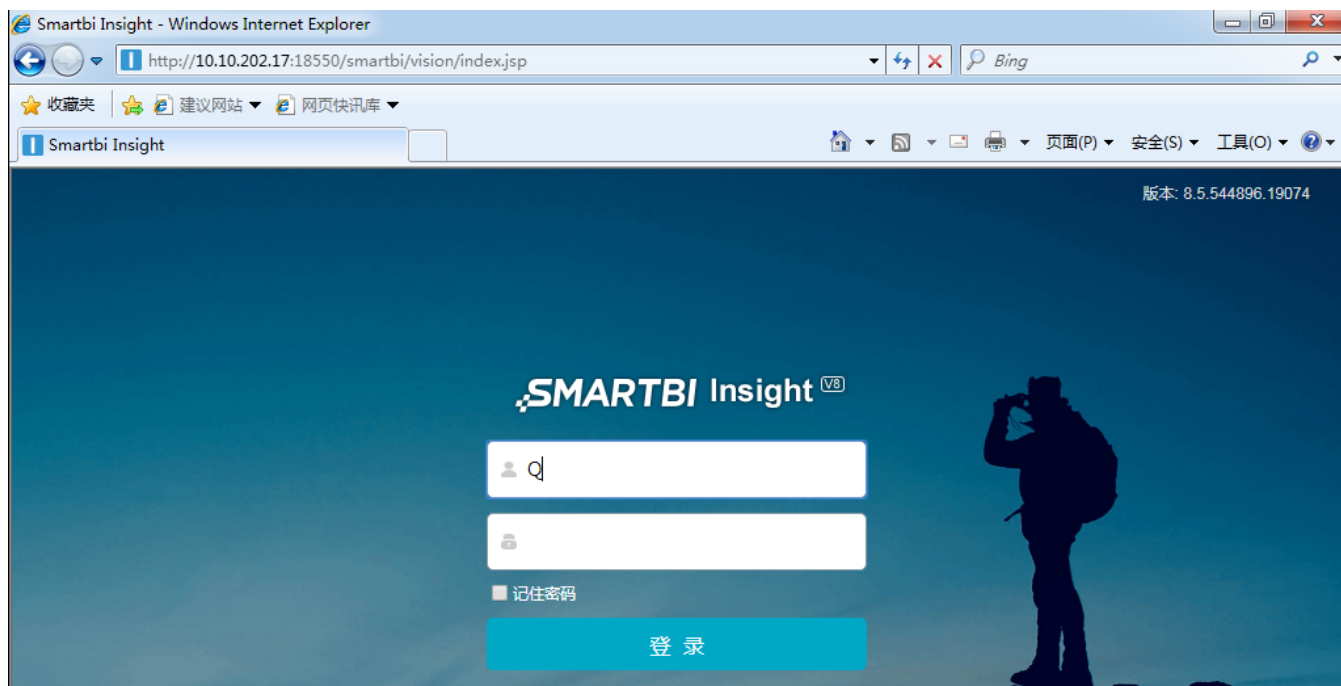 Smartbi Insight - Windows Internet Explorer
http://10.10.202.17:18550/smartbi/vision/index.jsp
Bing
收藏夹 建议网站 网页快讯库
Smartbi Insight 页面(P) 安全(S) 工具(O)
版本: 8.5.544896.19074
SMARTBI Insight V8
Q
记住密码
登 录